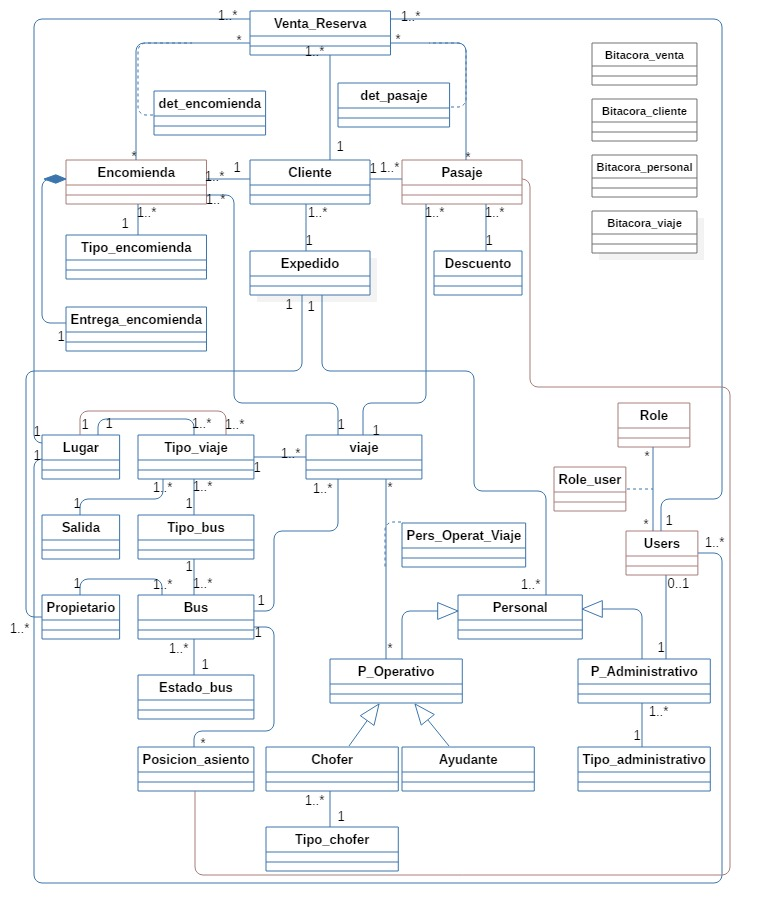 1..*
Venta_Reserva
1..*
*
1..*
*
Bitacora_venta
det_encomienda
det_pasaje
Bitacora_cliente
1
*
*
Encomienda
1
1..*
Cliente
1
1..*
Pasaje
Bitacora_personal
1..*
1..*
1
1..*
1..*
1..*
Bitacora_viaje
Tipo_encomienda
1
1
Expedido
Descuento
1
1
Entrega_encomienda
1
1
1
1
1..*
1..*
1
1
Role
Lugar
Tipo_viaje
viaje
1
1
1..*
*
1..*
1..*
1..*
*
Role_user
1
1
Salida
Tipo_bus
Pers_Operat_Viaje
*
1
Users
1..*
1
1
1..*
1..*
1..*
0..1
Propietario
Bus
1
Personal
1..*
1
1..*
1
*
1
P_Operativo
P_Administrativo
Estado_bus
1..*
1
*
Posicion_asiento
Chofer
Ayudante
Tipo_administrativo
1..*
1
Tipo_chofer